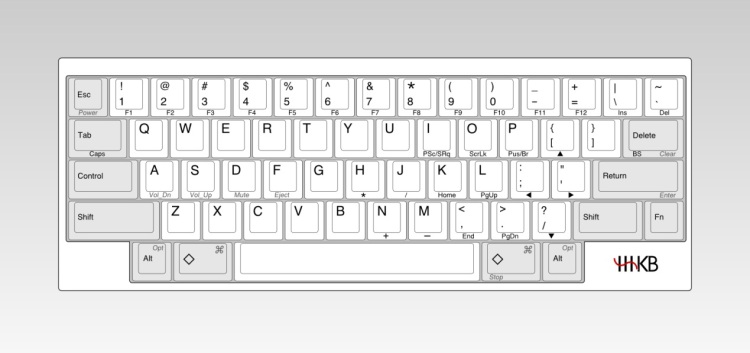 Esc ! @ # $ % ^ & * ( ) _ + | ~
1 2 3 4 5 6 7 8 9 0 - = \ `
Power F1 F2 F3 F4 F5 F6 F7 F8 F9 F10 F11 F12 Ins Del
Tab Q W E R T Y U I O P { } Delete
[ ]
Caps PSc/SRq ScrLk Pus/Br ▲ BS Clear
Control A S D F G H J K L : " Return
; '
Vol_Dn Vol_Up Mute Eject * / Home PgUp ◀ ▶ Enter
Shift Z X C V B N M < > ? Shift Fn
, . /
+ – End PgDn ▼
Opt ⌘ ⌘ Opt
Alt ◇ ◇ Alt
Stop
HHKB